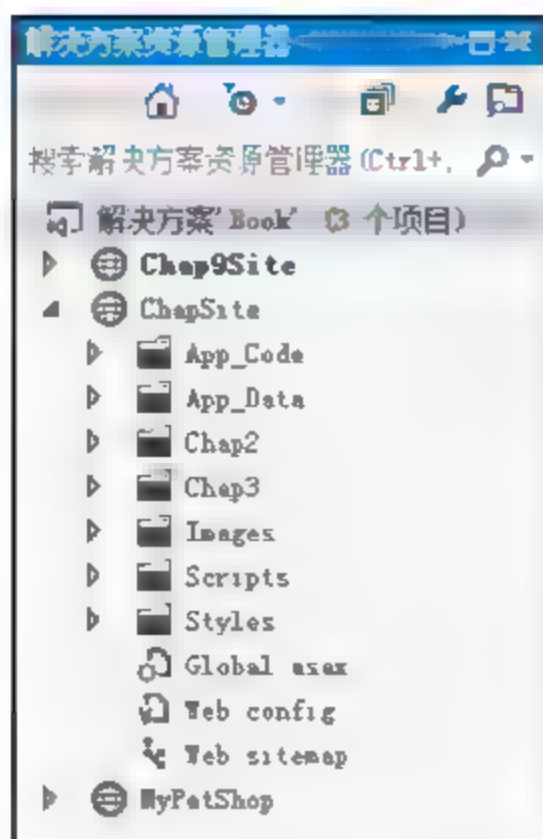 解决方案资源管理器
搜索解决方案资源管理器(Ctrl+.
解决方案'Book' (3 个项目)
Chap9Site
ChapSite
App_Code
App_Data
Chap2
Chap3
Images
Scripts
Styles
Global asax
Web config
Web sitemap
MyPetShop